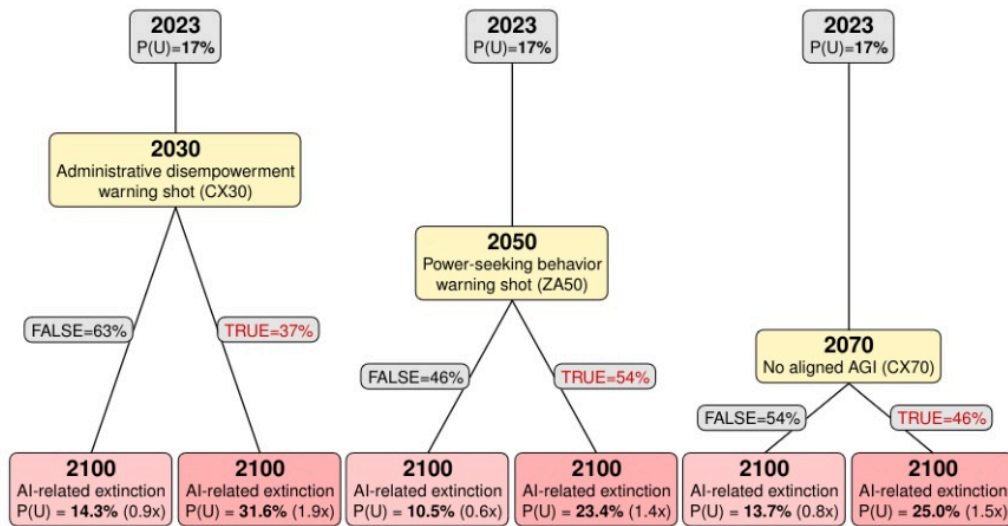 2023
P(U)=17%
2030
Administrative disempowerment
warning shot (CX30)
FALSE=63%
TRUE=37%
2100
AI-related extinction
P(U) = 14.3% (0.9x)
2100
AI-related extinction
P(U) = 31.6% (1.9x)
2023
P(U)=17%
2050
Power-seeking behavior
warning shot (ZA50)
FALSE=46%
TRUE=54%
2100
AI-related extinction
P(U) = 10.5% (0.6x)
2100
AI-related extinction
P(U) = 23.4% (1.4x)
2023
P(U)=17%
2070
No aligned AGI (CX70)
FALSE=54%
TRUE=46%
2100
AI-related extinction
P(U) = 13.7% (0.8x)
2100
AI-related extinction
P(U) = 25.0% (1.5x)